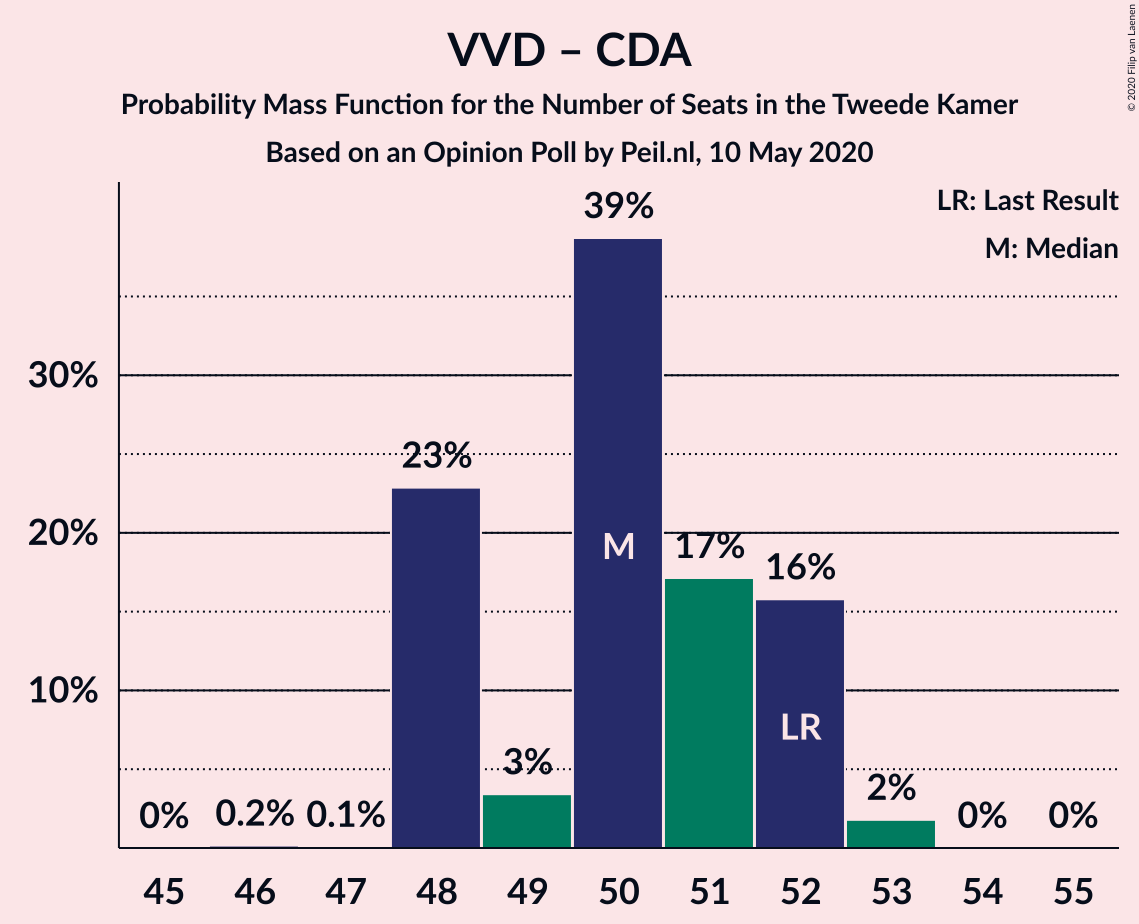 VVD – CDA
Probability Mass Function for the Number of Seats in the Tweede Kamer
Based on an Opinion Poll by Peil.nl, 10 May 2020
© 2020 Filip van Laenen
LR: Last Result
M: Median
39%
30%
23%
20%
M
17%
16%
10%
LR
3%
2%
0%
0.2%
0.1%
0%
0%
45 46 47 48 49 50 51 52 53 54 55